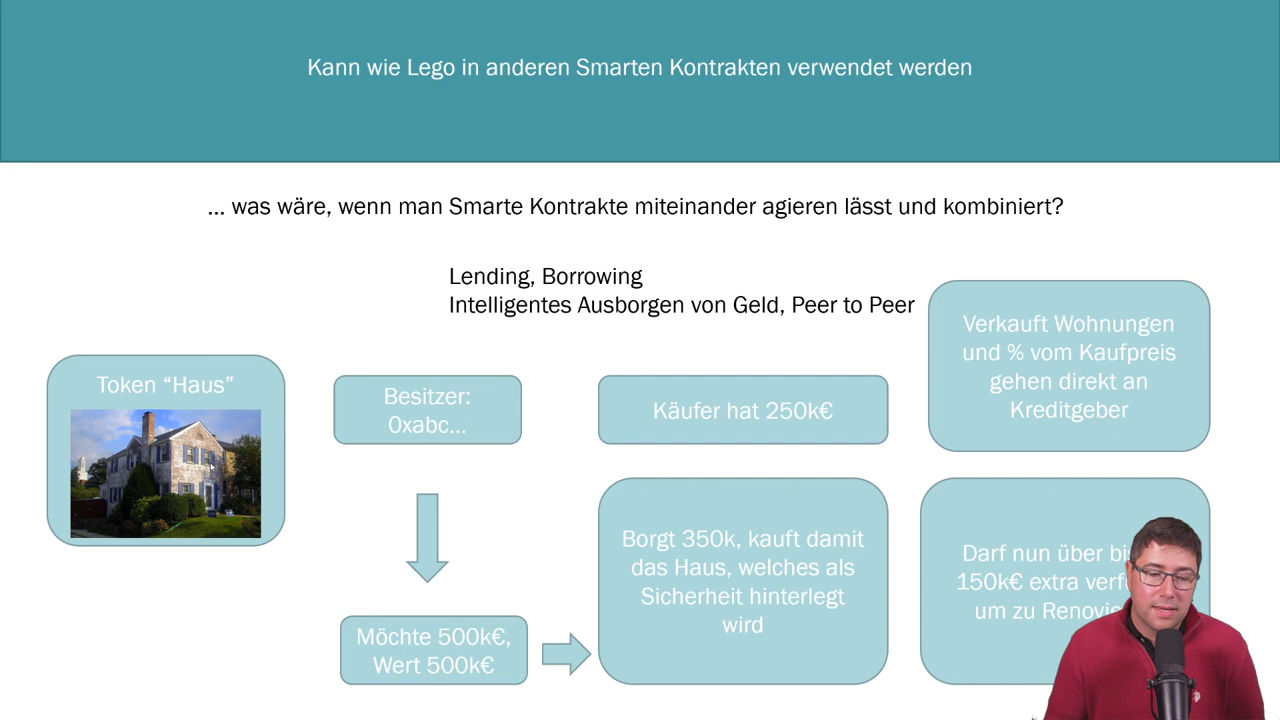 Kann wie Lego in anderen Smarten Kontrakten verwendet werden
... was wäre, wenn man Smarte Kontrakte miteinander agieren lässt und kombiniert?
Lending, Borrowing
Intelligentes Ausborgen von Geld, Peer to Peer
Token “Haus”
Besitzer:
0xabc...
Möchte 500k€,
Wert 500k€
Käufer hat 250k€
Borgt 350k, kauft damit
das Haus, welches als
Sicherheit hinterlegt
wird
Verkauft Wohnungen
und % vom Kaufpreis
gehen direkt an
Kreditgeber
Darf nun über
150k€ extra
um zu